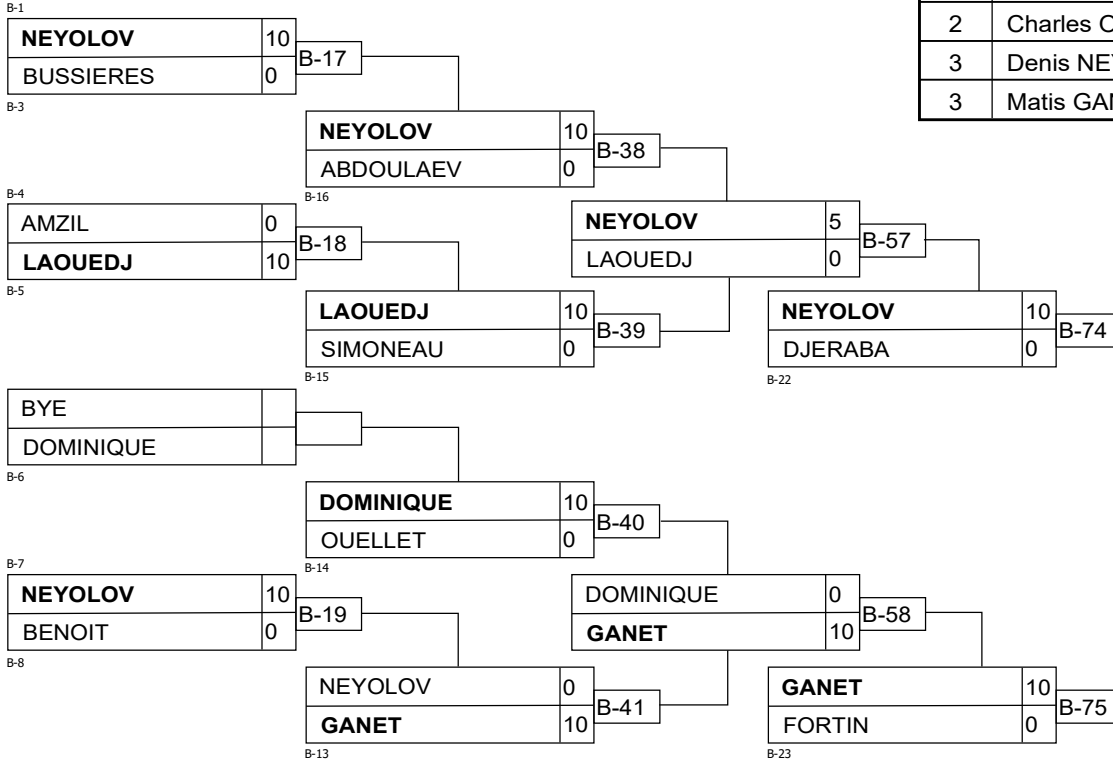 B-1
NEYOLOV 10
BUSSIERES 0
B-17
B-3
NEYOLOV 10
ABDOULAEV 0
B-38
B-16
B-4
AMZIL 0
LAOUEDJ 10
B-18
B-5
NEYOLOV 5
LAOUEDJ 0
B-57
LAOUEDJ 10
SIMONEAU 0
B-39
B-15
NEYOLOV 10
DJERABA 0
B-74
B-22
BYE
DOMINIQUE
B-6
DOMINIQUE 10
OUELLET 0
B-40
B-14
B-7
NEYOLOV 10
BENOIT 0
B-19
B-8
DOMINIQUE 0
GANET 10
B-58
NEYOLOV 0
GANET 10
B-41
B-13
GANET 10
FORTIN 0
B-75
B-23
2 Charles
3 Denis
3 Matis